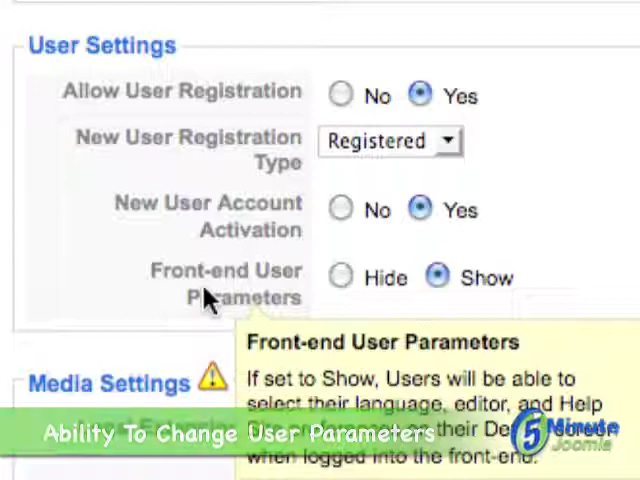 User Settings
Allow User Registration
No Yes
New User Registration
Type
Registered
New User Account
Activation
No Yes
Front-end User
Parameters
Hide Show
Front-end User Parameters
If set to Show, Users will be able to
select their language, editor, and Help
their
when logged into the front-end.
Media Settings
Ability To Change User Parameters
5 Minute
Joomla